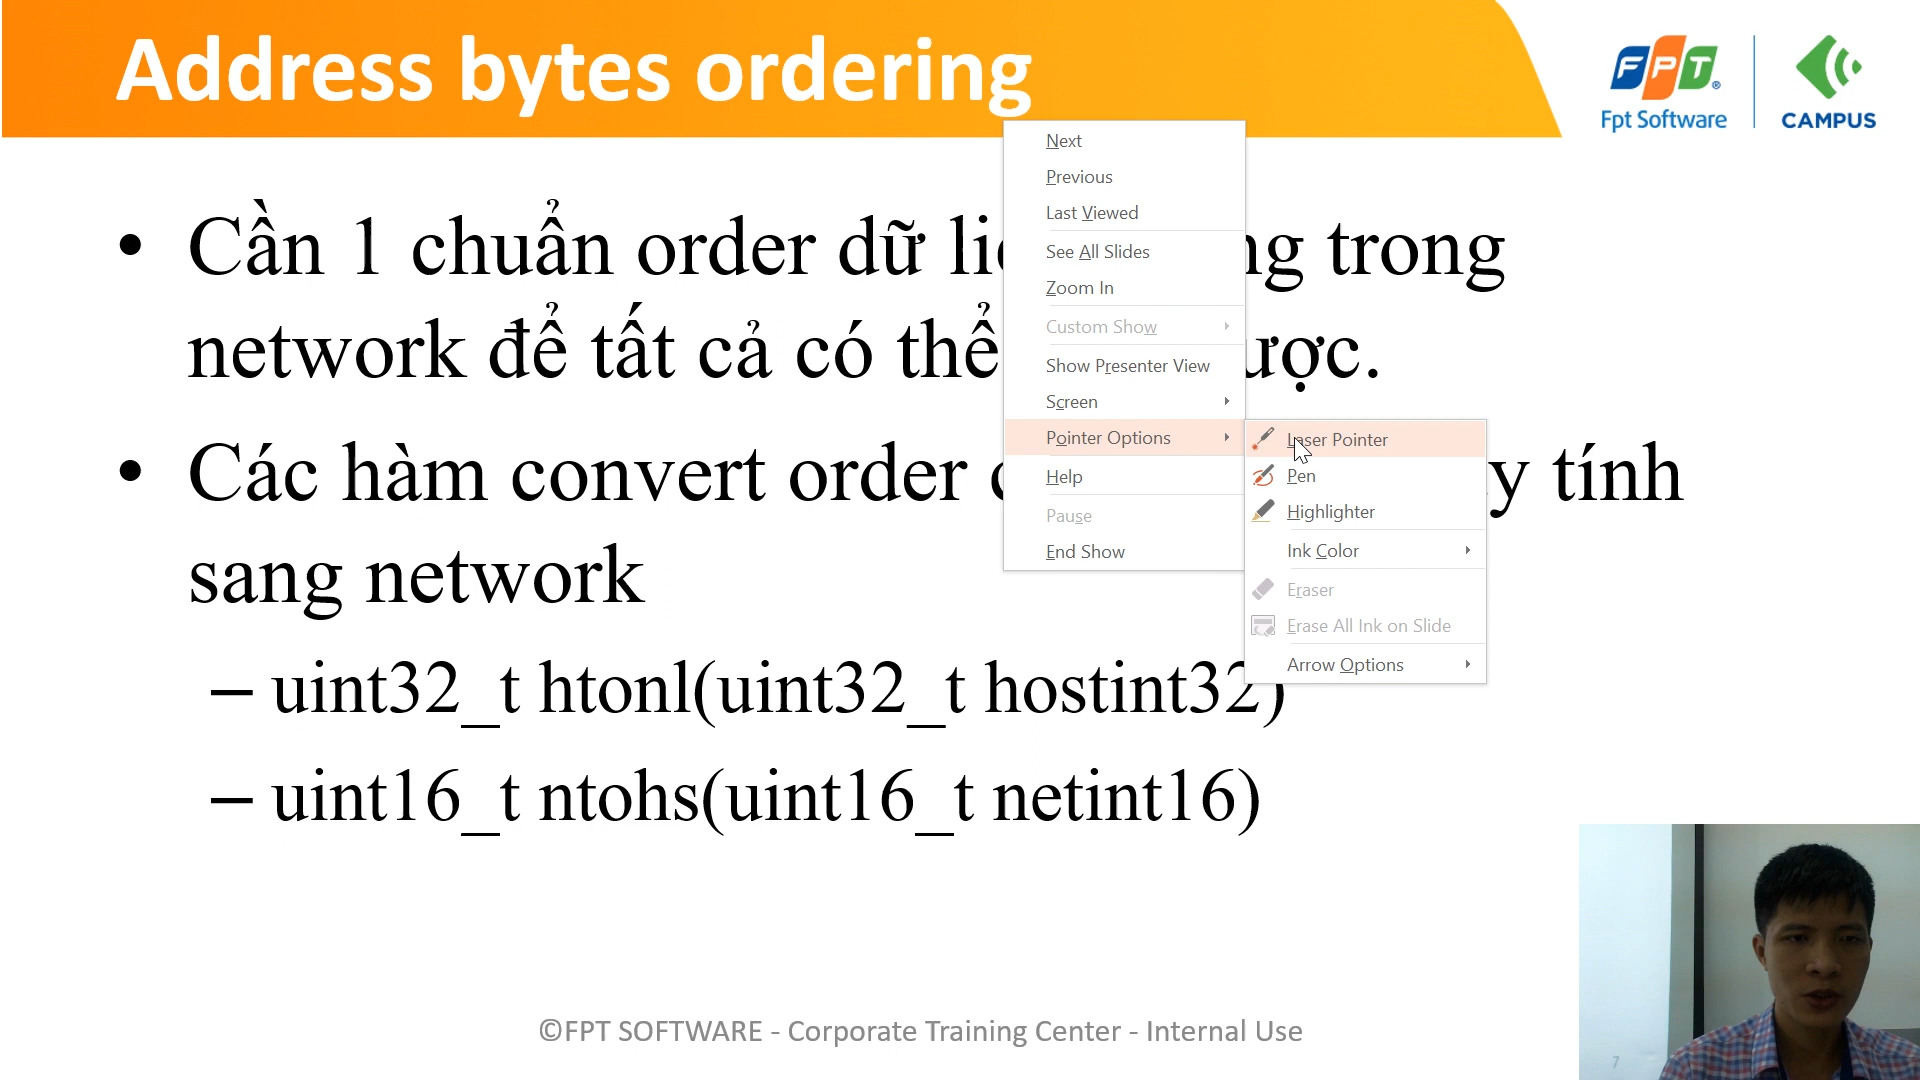 Address bytes ordering
FPT
Fpt Software
CAMPUS
• Cần 1 chuẩn order dữ ng trong
network để tất cả có thể ược.
• Các hàm convert order y tính
sang network
– uint32_t htonl(uint32_t hostint32)
– uint16_t ntohs(uint16_t netint16)
Next
Previous
Last Viewed
See All Slides
Zoom In
Custom Show
Show Presenter View
Screen
Pointer Options
Help
Pause
End Show
Laser Pointer
Pen
Highlighter
Ink Color
Eraser
Erase All Ink on Slide
Arrow Options
©FPT SOFTWARE - Corporate Training Center - Internal Use
7